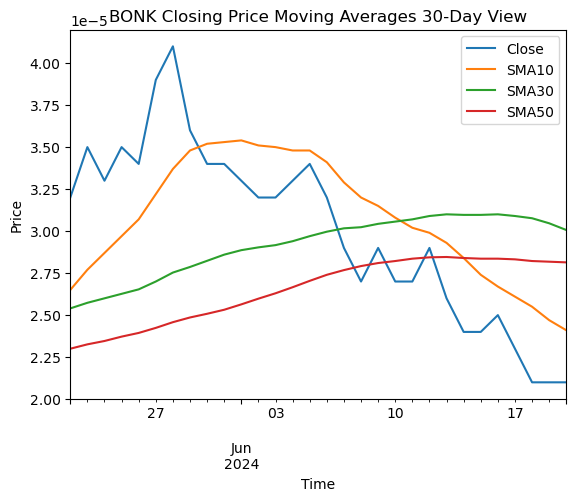 BONK Closing Price Moving Averages 30-Day View
1e−5
Close
SMA10
SMA30
SMA50
4.00
3.75
3.50
3.25
3.00
2.75
2.50
2.25
2.00
Price
27
03
10
17
Jun
2024
Time